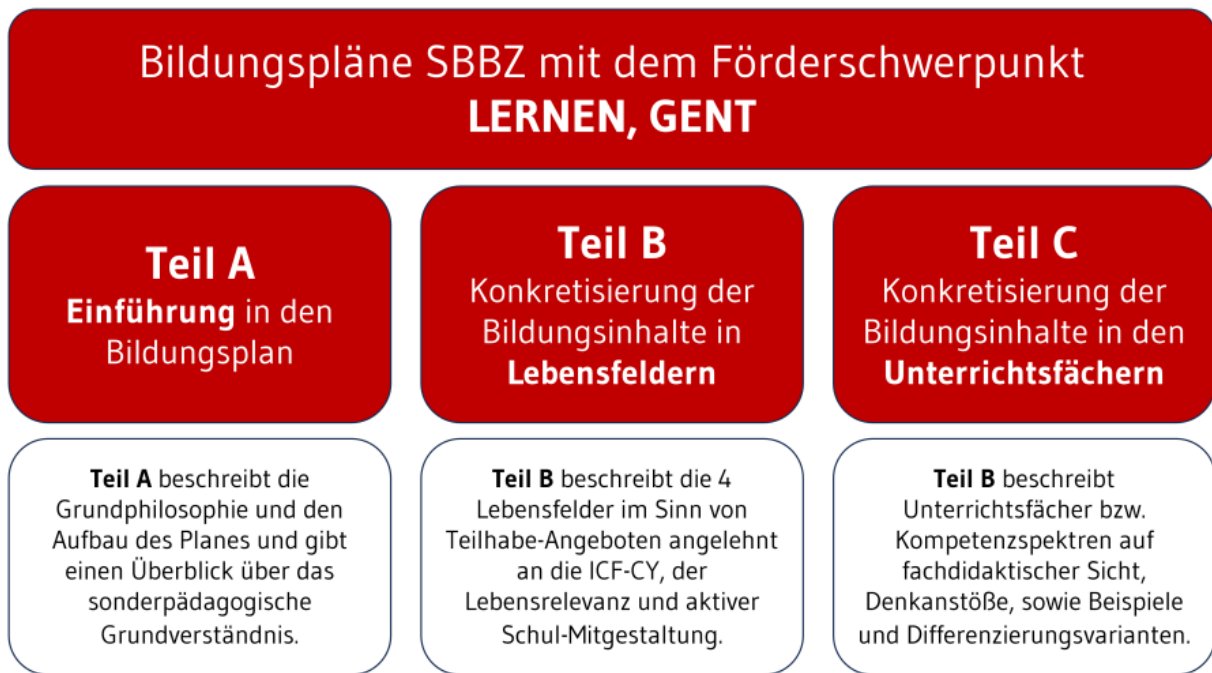 Bildungspläne SBBZ mit dem Förderschwerpunkt
LERNEN, GENT
Teil A
Einführung in den
Bildungsplan
Teil B
Konkretisierung der
Bildungsinhalte in
Lebensfeldern
Teil C
Konkretisierung der
Bildungsinhalte in den
Unterrichtsfächern
Teil A beschreibt die
Grundphilosophie und den
Aufbau des Planes und gibt
einen Überblick über das
sonderpädagogische
Grundverständnis.
Teil B beschreibt die 4
Lebensfelder im Sinn von
Teilhabe-Angeboten angelehnt
an die ICF-CY, der
Lebensrelevanz und aktiver
Schul-Mitgestaltung.
Teil B beschreibt
Unterrichtsfächer bzw.
Kompetenzspektren auf
fachdidaktischer Sicht,
Denkanstöße, sowie Beispiele
und Differenzierungsvarianten.